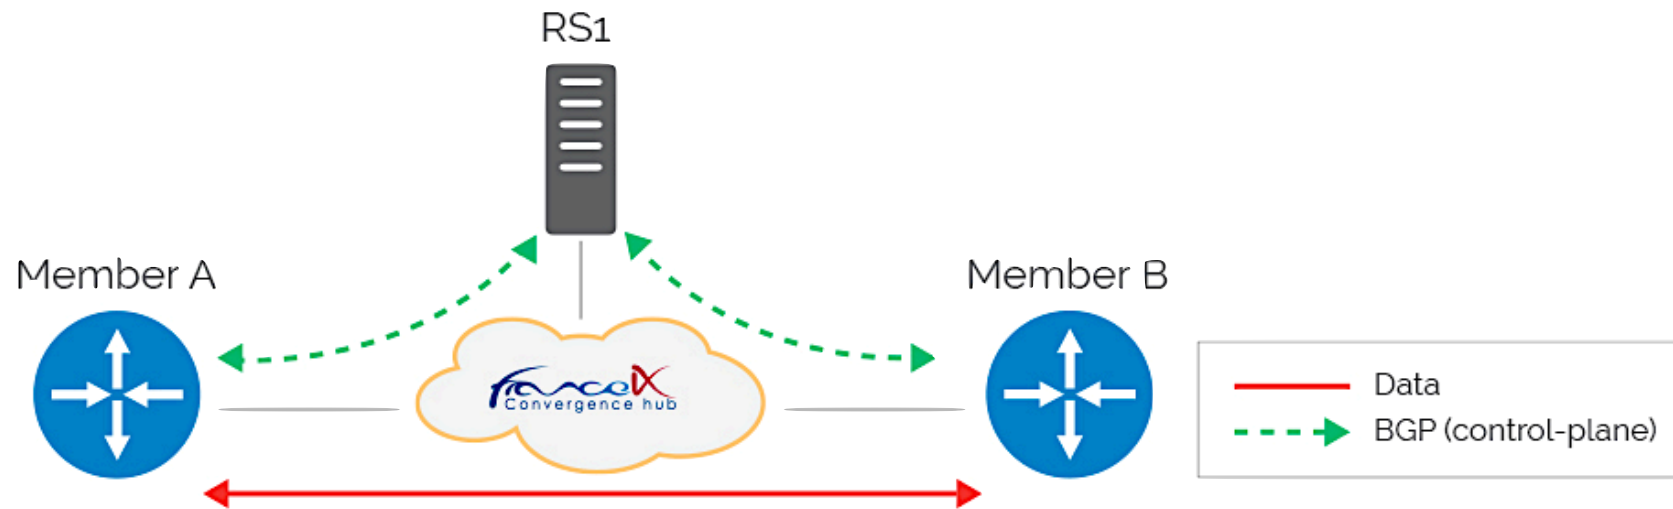 RS1
Member A
Member B
franceix
Convergence hub
Data
BGP (control-plane)